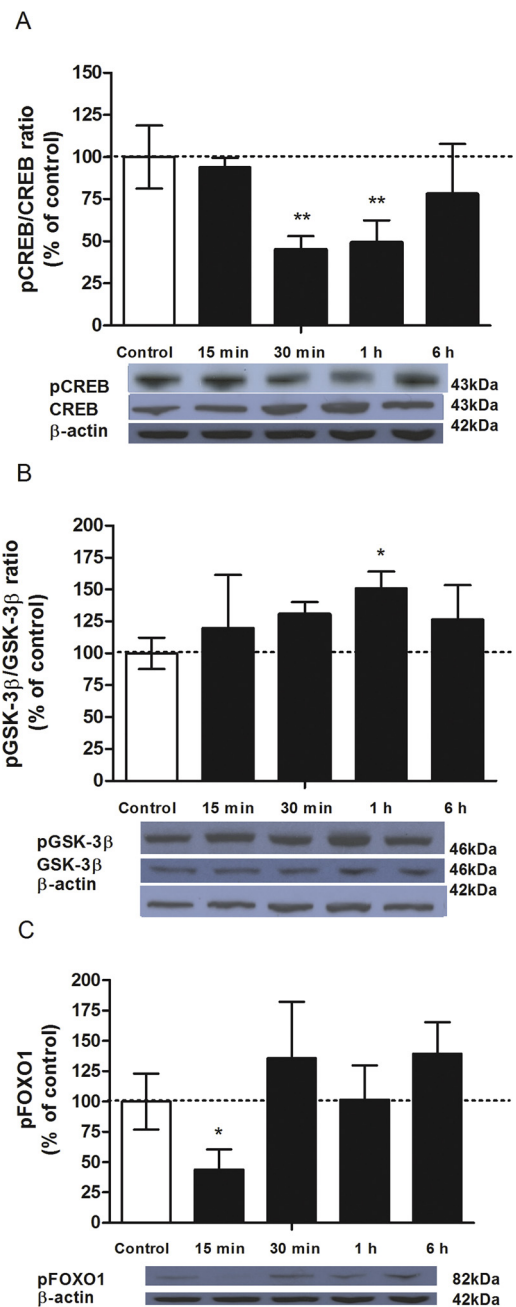 A
pCREB/CREB ratio
(% of control)
150
125
100
75
50
25
0
**
**
Control 15 min 30 min 1 h 6 h
pCREB 43kDa
CREB 43kDa
β-actin 42kDa
B
pGSK-3β/GSK-3β ratio
(% of control)
200
175
150
125
100
75
50
25
0
*
Control 15 min 30 min 1 h 6 h
pGSK-3β 46kDa
GSK-3β 46kDa
β-actin 42kDa
C
pFOXO1
(% of control)
200
175
150
125
100
75
50
25
0
*
Control 15 min 30 min 1 h 6 h
pFOXO1 82kDa
β-actin 42kDa